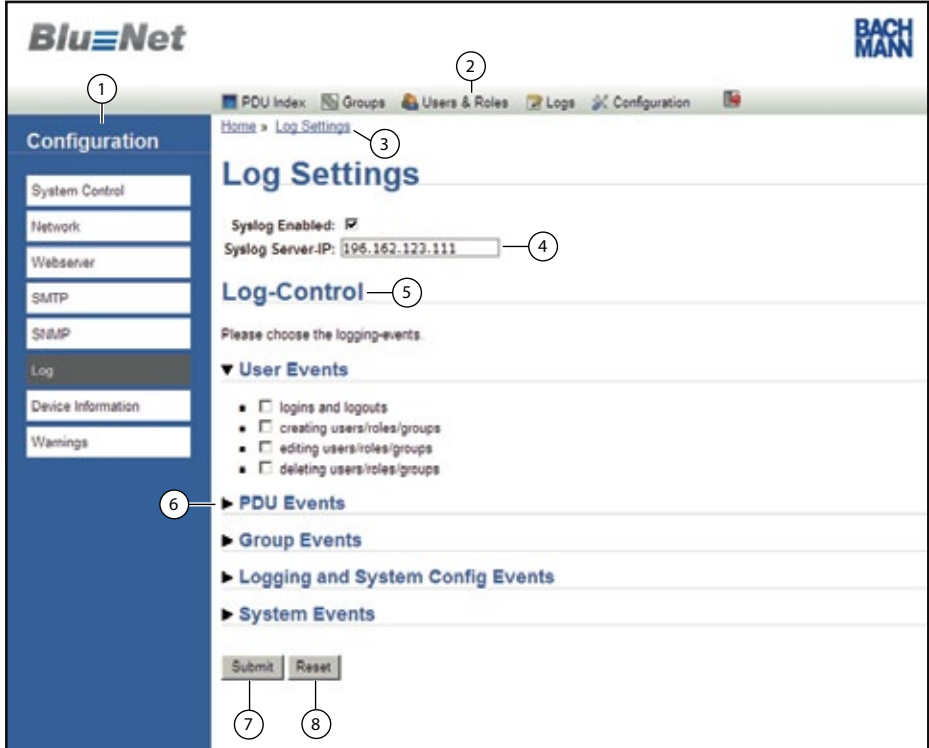 Blu≡Net
BACH
MANN
2
1
PDU Index Groups Users & Roles Logs Configuration
Home » Log Settings
3
Configuration
Log Settings
System Control
Network
Webserver
SMTP
SNMP
Log
Device Information
Warnings
Syslog Enabled:
Syslog Server-IP: 196.162.123.111
4
Log-Control
5
Please choose the logging-events.
User Events
logins and logouts
creating users/roles/groups
editing users/roles/groups
deleting users/roles/groups
6
PDU Events
Group Events
Logging and System Config Events
System Events
Submit Reset
7 8